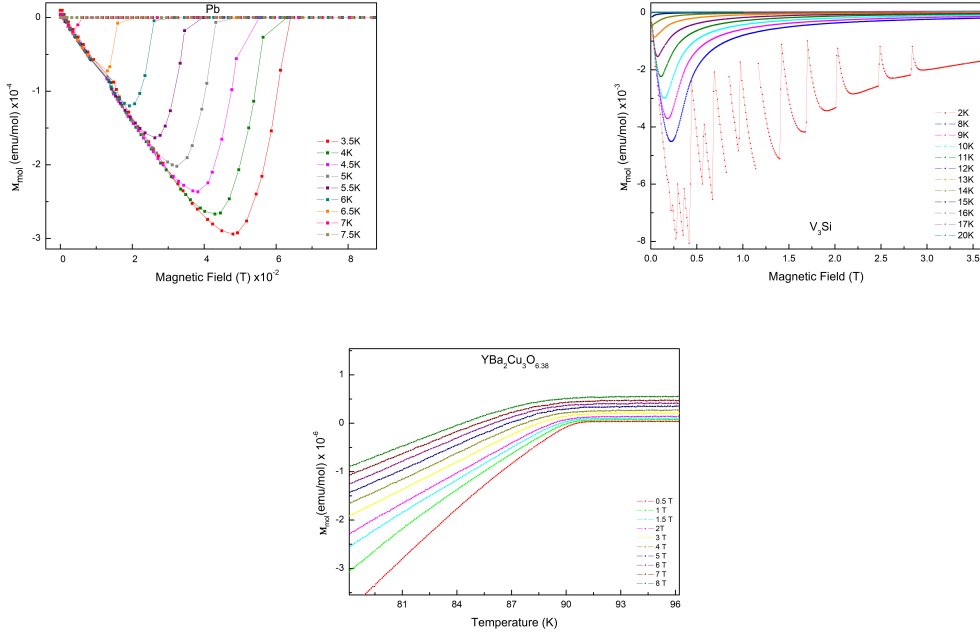 Pb
0
-1
-2
-3
M_mol (emu/mol) x10^-4
3.5K
4K
4.5K
5K
5.5K
6K
6.5K
7K
7.5K
0 2 4 6 8
Magnetic Field (T) x10^-2
0
-2
-4
-6
-8
M_mol (emu/mol) x10^-3
2K
8K
9K
10K
11K
12K
13K
14K
15K
16K
17K
20K
V3Si
0.0 0.5 1.0 1.5 2.0 2.5 3.0 3.5
Magnetic Field (T)
YBa2Cu3O6.38
1
0
-1
-2
-3
M_mol(emu/mol) x 10^-6
0.5 T
1 T
1.5 T
2T
3 T
4 T
5 T
6 T
7 T
8 T
81 84 87 90 93 96
Temperature (K)